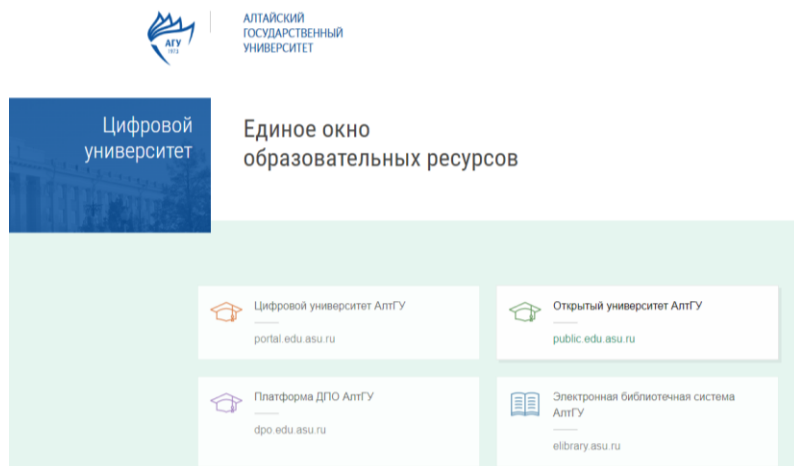 АГУ
1973
АЛТАЙСКИЙ
ГОСУДАРСТВЕННЫЙ
УНИВЕРСИТЕТ
Цифровой
университет
Единое окно
образовательных ресурсов
Цифровой университет АлтГУ
portal.edu.asu.ru
Открытый университет АлтГУ
public.edu.asu.ru
Платформа ДПО АлтГУ
dpo.edu.asu.ru
Электронная библиотечная система
АлтГУ
elibrary.asu.ru